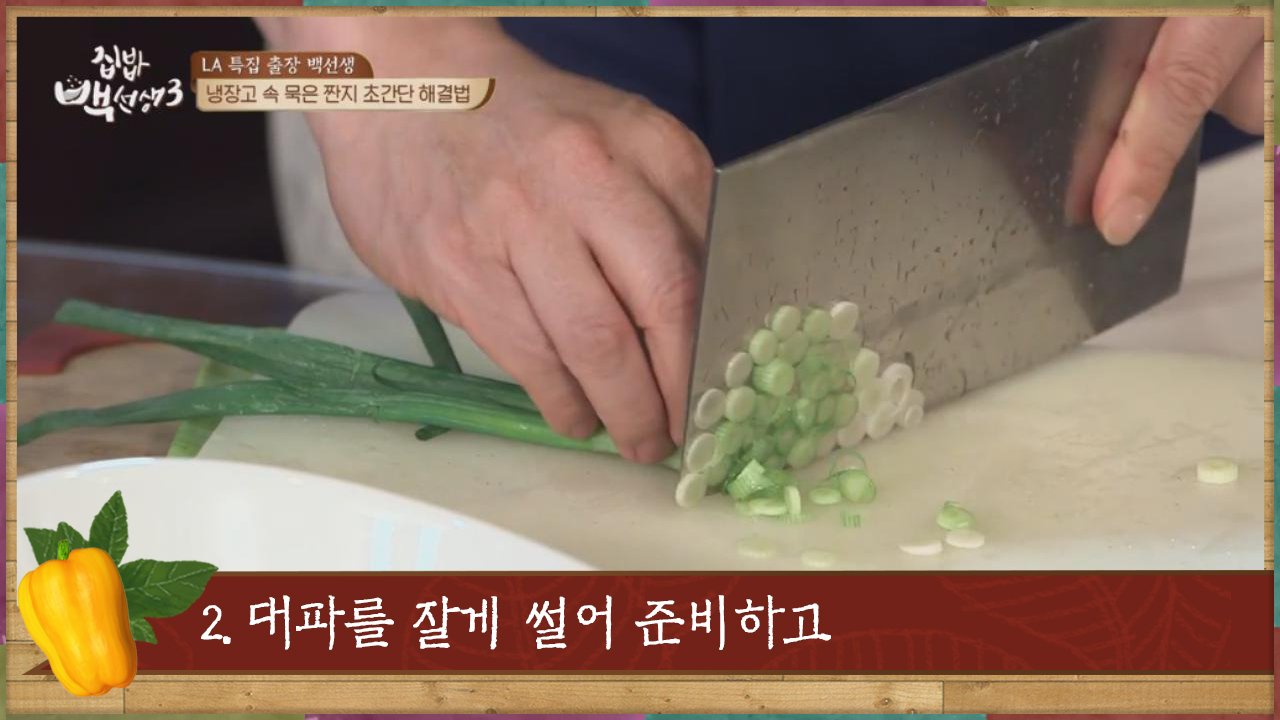 집밥
백선생3
LA 특집 출장 백선생
냉장고 속 묵은 짠지 초간단 해결법
2. 대파를 잘게 썰어 준비하고